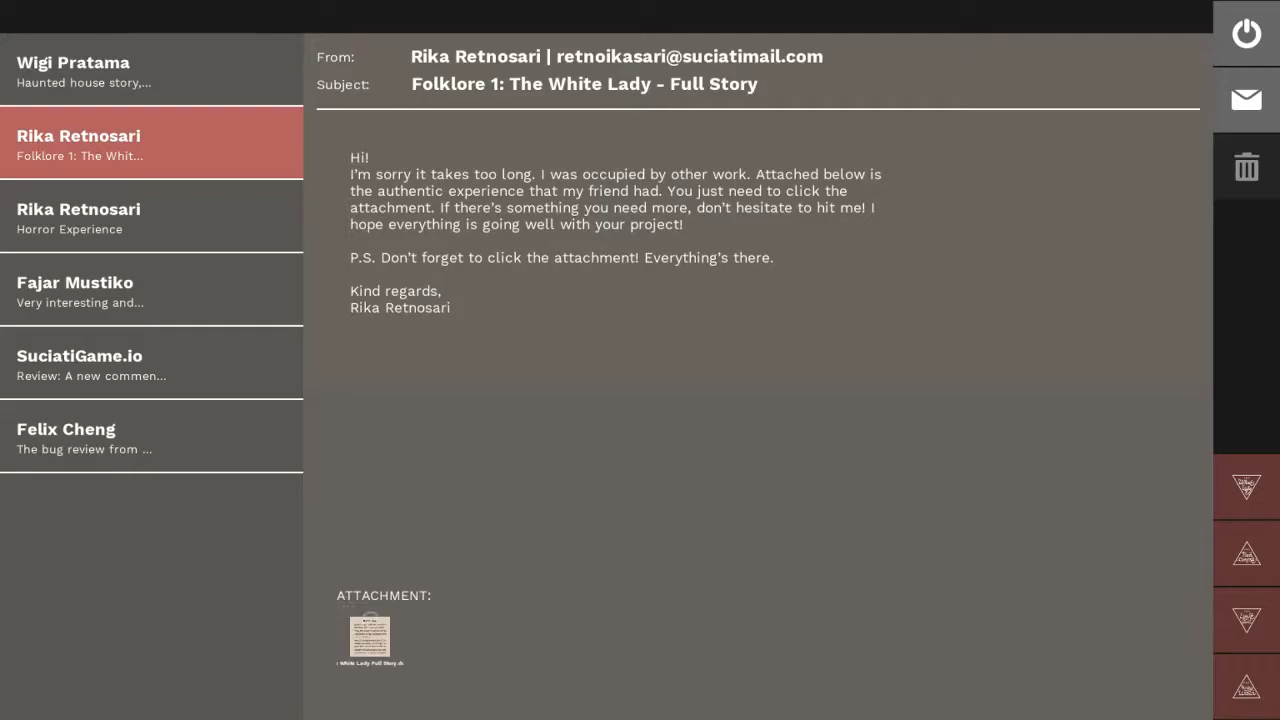 Wigi Pratama
Haunted house story,...
Rika Retnosari
Folklore 1: The Whit...
Rika Retnosari
Horror Experience
Fajar Mustiko
Very interesting and...
SuciatiGame.io
Review: A new commen...
Felix Cheng
The bug review from ...
From: Rika Retnosari | retnoikasari@suciatimail.com
Subject: Folklore 1: The White Lady - Full Story
Hi!
I'm sorry it takes too long. I was occupied by other work. Attached below is
the authentic experience that my friend had. You just need to click the
attachment. If there's something you need more, don't hesitate to hit me! I
hope everything is going well with your project!
P.S. Don't forget to click the attachment! Everything's there.
Kind regards,
Rika Retnosari
ATTACHMENT:
White Lady Full Story.